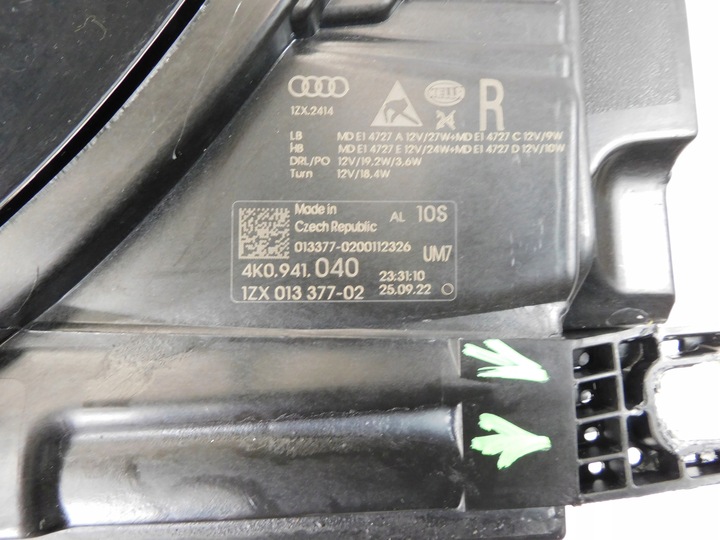 HELLA
R
1ZX.2414
LB MD E1 4727 A 12V/27W+MD E1 4727 C 12V/9W
HB MD E1 4727 E 12V/24W+MD E1 4727 D 12V/10W
DRL/PO 12V/19,2W/3,6W
Turn 12V/18,4W
Made in
Czech Republic
AL 10S
013377-0200112326
UM7
4K0.941.040
23:31:10
1ZX 013 377-02
25.09.22